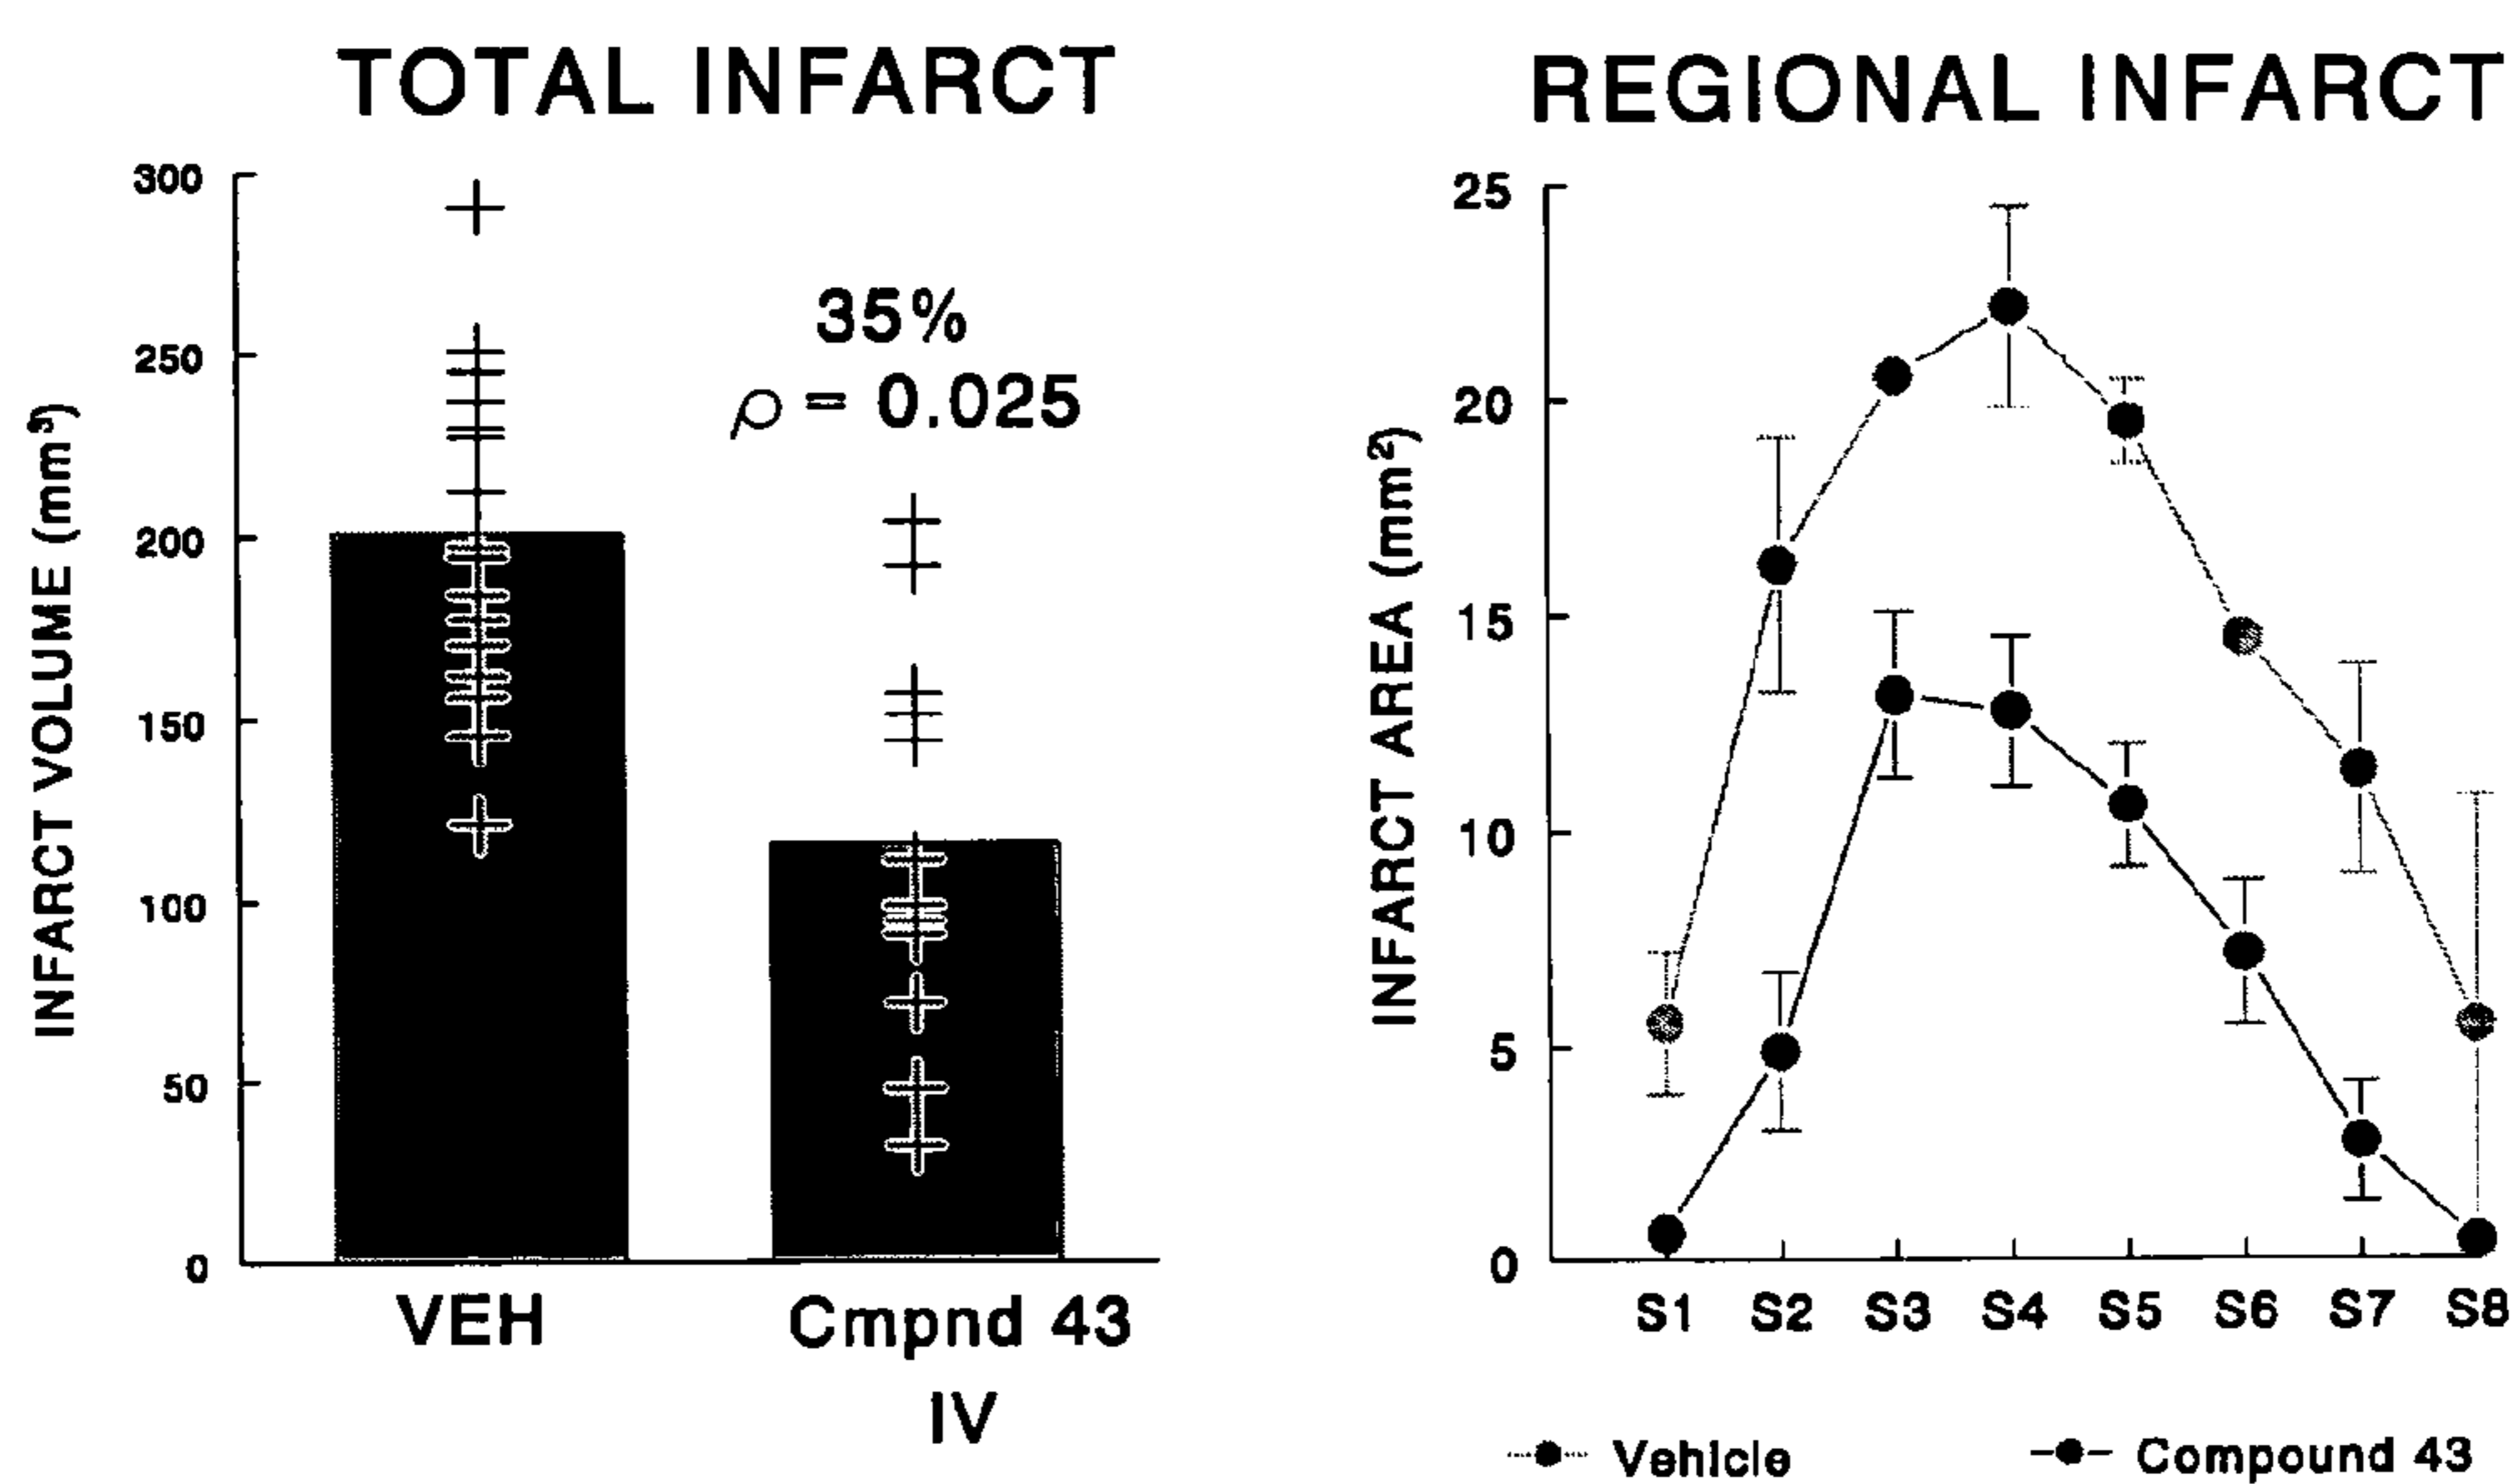 TOTAL INFARCT
300
250
200
150
100
50
0
INFARCT VOLUME (mm³)
35%
ρ = 0.025
VEH
Cmpnd 43
IV
REGIONAL INFARCT
25
20
15
10
5
0
INFARCT AREA (mm²)
S1 S2 S3 S4 S5 S6 S7 S8
Vehicle
Compound 43